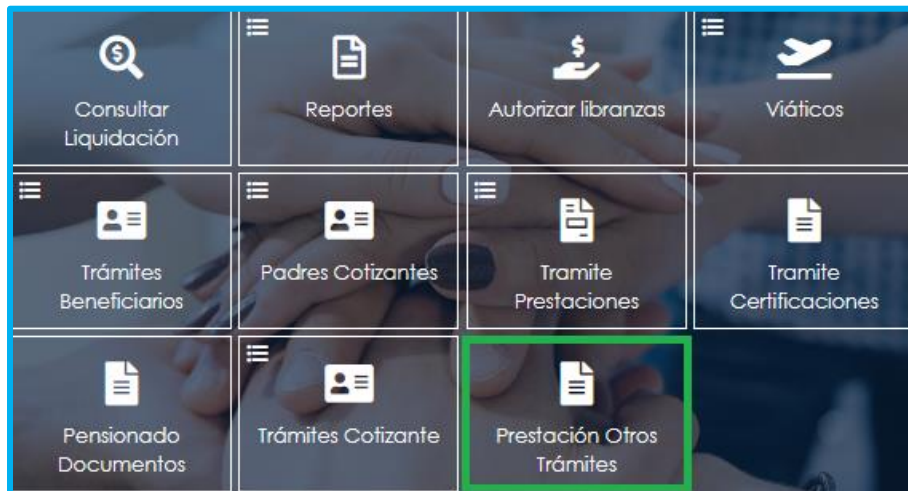 Consultar
Liquidación
Reportes
Autorizar libranzas
Viáticos
Trámites
Beneficiarios
Padres Cotizantes
Tramite
Prestaciones
Tramite
Certificaciones
Pensionado
Documentos
Trámites Cotizante
Prestación Otros
Trámites